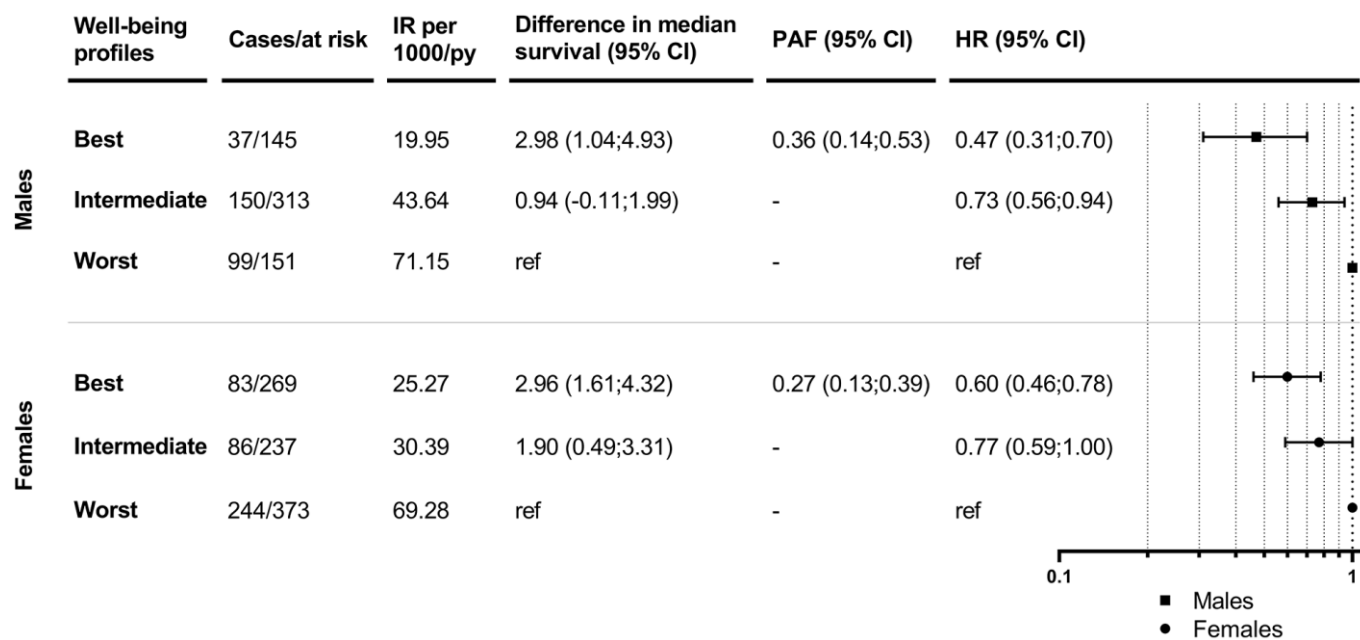 Well-being profiles Cases/at risk IR per 1000/py Difference in median survival (95% CI) PAF (95% CI) HR (95% CI)
Males
Best 37/145 19.95 2.98 (1.04;4.93) 0.36 (0.14;0.53) 0.47 (0.31;0.70)
Intermediate 150/313 43.64 0.94 (-0.11;1.99) - 0.73 (0.56;0.94)
Worst 99/151 71.15 ref - ref
Females
Best 83/269 25.27 2.96 (1.61;4.32) 0.27 (0.13;0.39) 0.60 (0.46;0.78)
Intermediate 86/237 30.39 1.90 (0.49;3.31) - 0.77 (0.59;1.00)
Worst 244/373 69.28 ref - ref
0.1 1
Males
Females